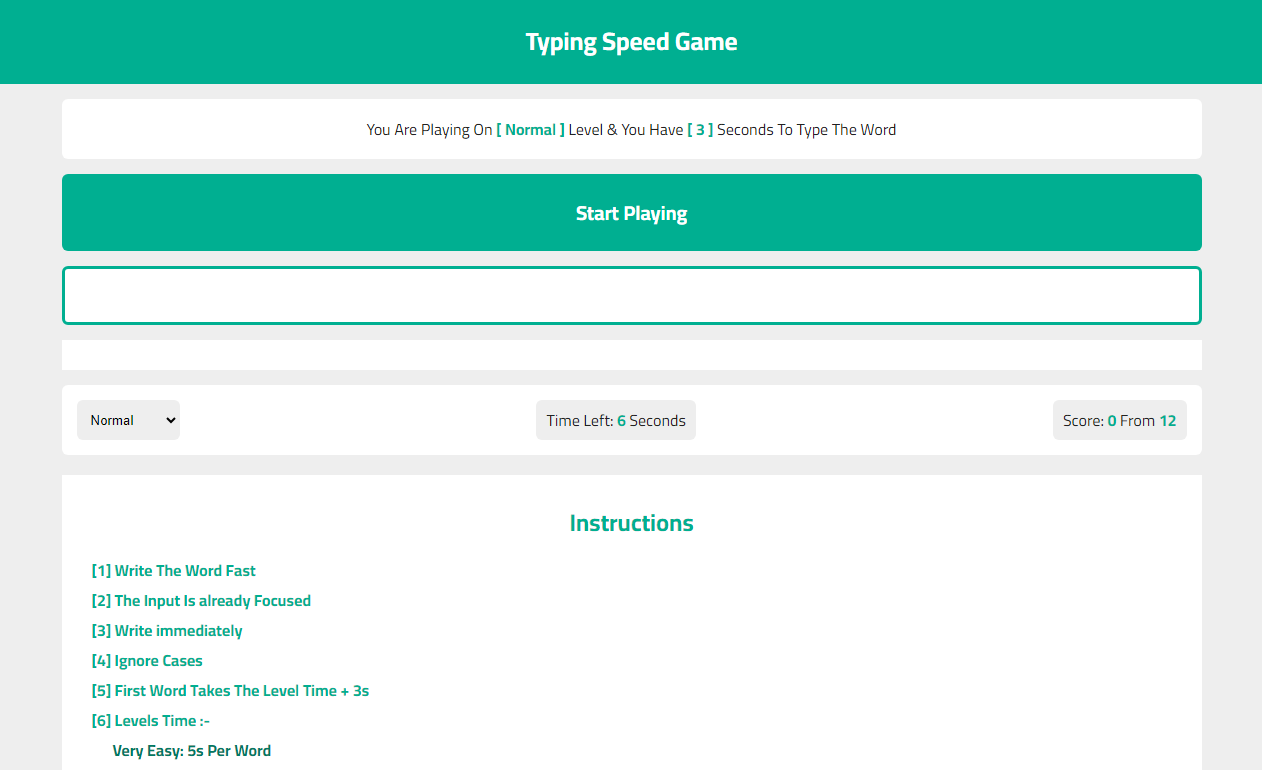 Typing Speed Game
You Are Playing On [ Normal ] Level & You Have [ 3 ] Seconds To Type The Word
Start Playing
Normal
Time Left: 6 Seconds
Score: 0 From 12
Instructions
[1] Write The Word Fast
[2] The Input Is already Focused
[3] Write immediately
[4] Ignore Cases
[5] First Word Takes The Level Time + 3s
[6] Levels Time :-
Very Easy: 5s Per Word